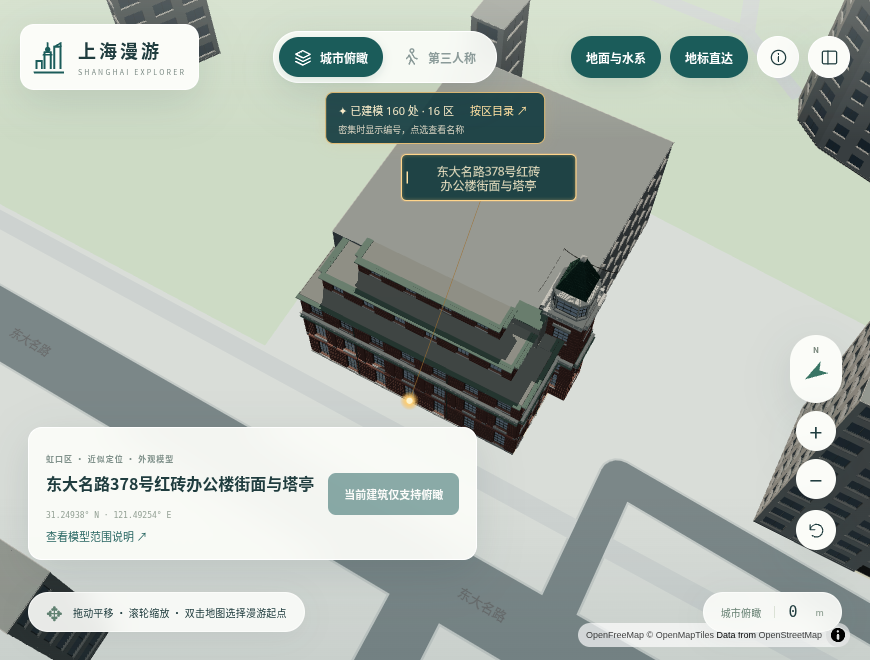 上海漫游
SHANGHAI EXPLORER
城市俯瞰
第三人称
地面与水系
地标直达
✦ 已建模 160 处 · 16 区 按区目录 ↗
密集时显示编号，点选查看名称
东大名路378号红砖
办公楼街面与塔亭
东大名路
N
+
−
虹口区 · 近似定位 · 外观模型
东大名路378号红砖办公楼街面与塔亭
当前建筑仅支持俯瞰
31.24938° N · 121.49254° E
查看模型范围说明 ↗
东大名路
拖动平移 · 滚轮缩放 · 双击地图选择漫游起点
城市俯瞰 0 m
OpenFreeMap © OpenMapTiles Data from OpenStreetMap